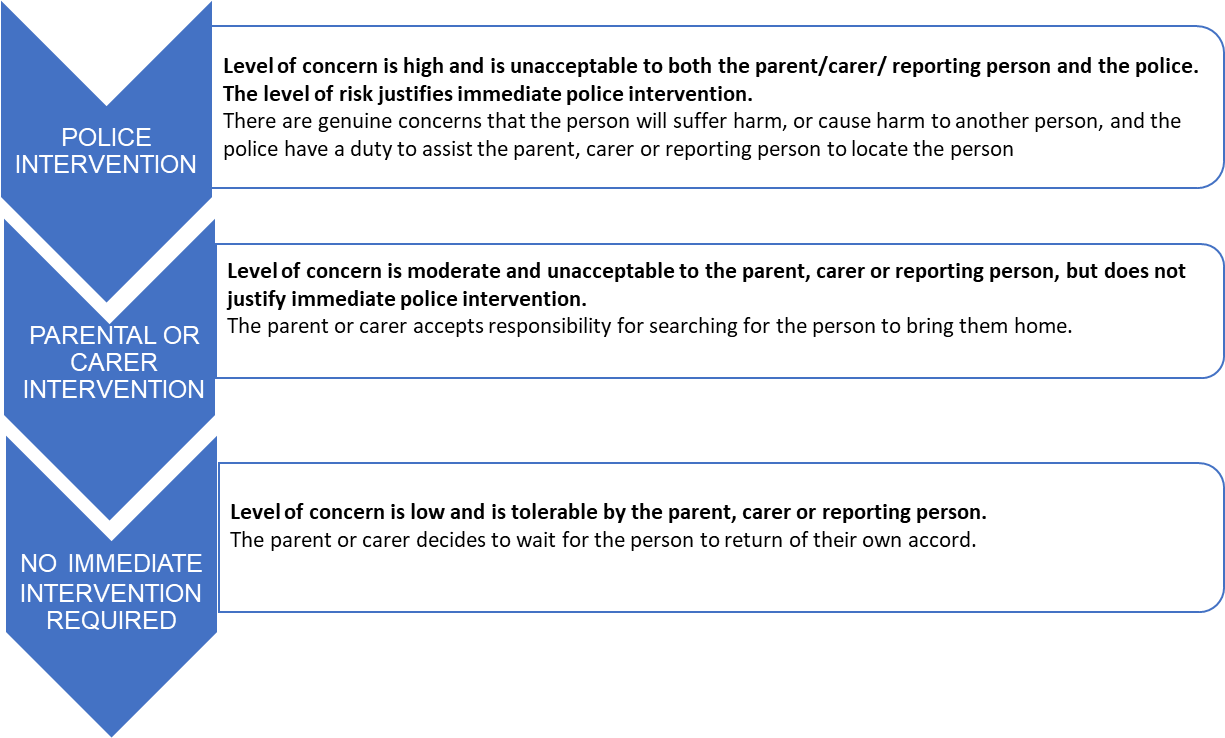 POLICE
INTERVENTION
Level of concern is high and is unacceptable to both the parent/carer/ reporting person and the police.
The level of risk justifies immediate police intervention.
There are genuine concerns that the person will suffer harm, or cause harm to another person, and the
police have a duty to assist the parent, carer or reporting person to locate the person
PARENTAL OR
CARER
INTERVENTION
Level of concern is moderate and unacceptable to the parent, carer or reporting person, but does not
justify immediate police intervention.
The parent or carer accepts responsibility for searching for the person to bring them home.
NO IMMEDIATE
INTERVENTION
REQUIRED
Level of concern is low and is tolerable by the parent, carer or reporting person.
The parent or carer decides to wait for the person to return of their own accord.